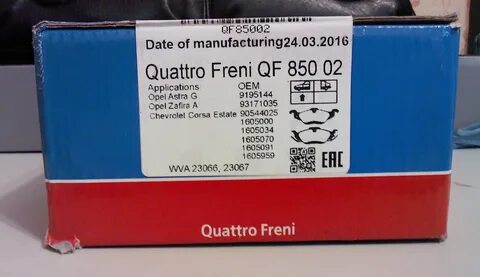 QF85002
Date of manufacturing24.03.2016
Quattro Freni QF 850 02
Applications OEM
Opel Astra G 9195144
Opel Zafira A 93171035
Chevrolet Corsa Estate 90544025
1605000
1605034
1605070
1605091
1605959
WVA 23066, 23067
EAC
Quattro Freni